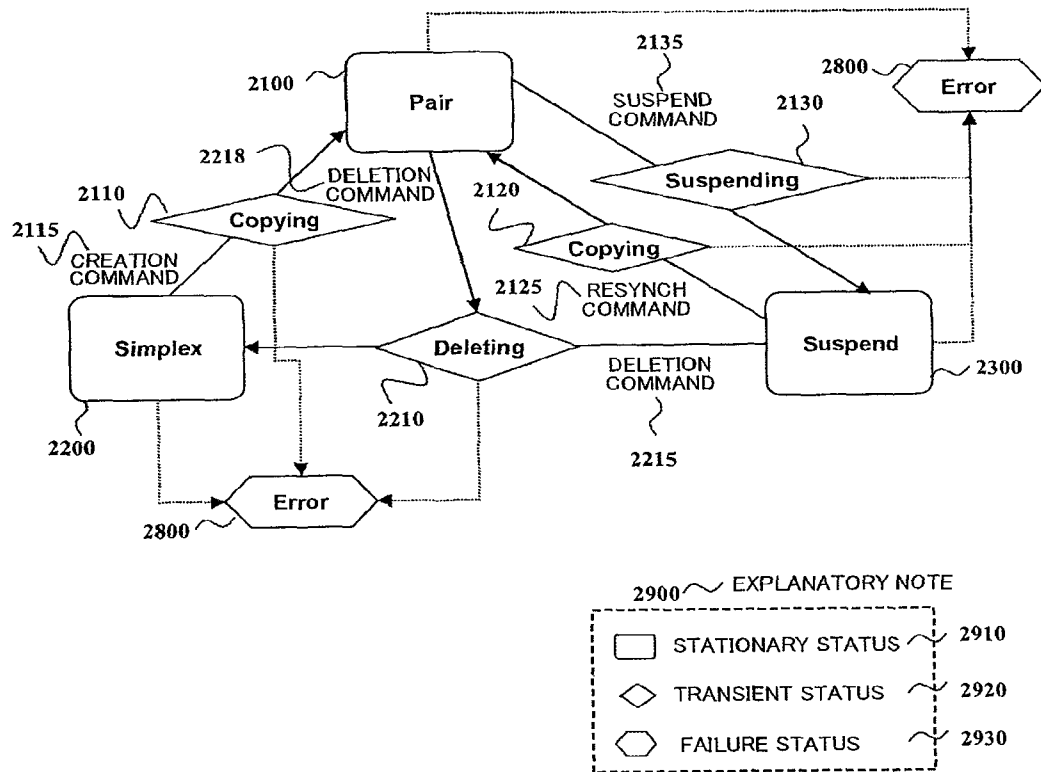 2135
2800
2100
Error
Pair
SUSPEND
COMMAND
2130
2218
DELETION
COMMAND
2120
Suspending
2110
Copying
2115
CREATION
COMMAND
Copying
2125
RESYNCH
COMMAND
Simplex
Deleting
Suspend
DELETION
COMMAND
2300
2210
2200
2215
Error
2800
2900 EXPLANATORY NOTE
STATIONARY STATUS 2910
TRANSIENT STATUS 2920
FAILURE STATUS 2930